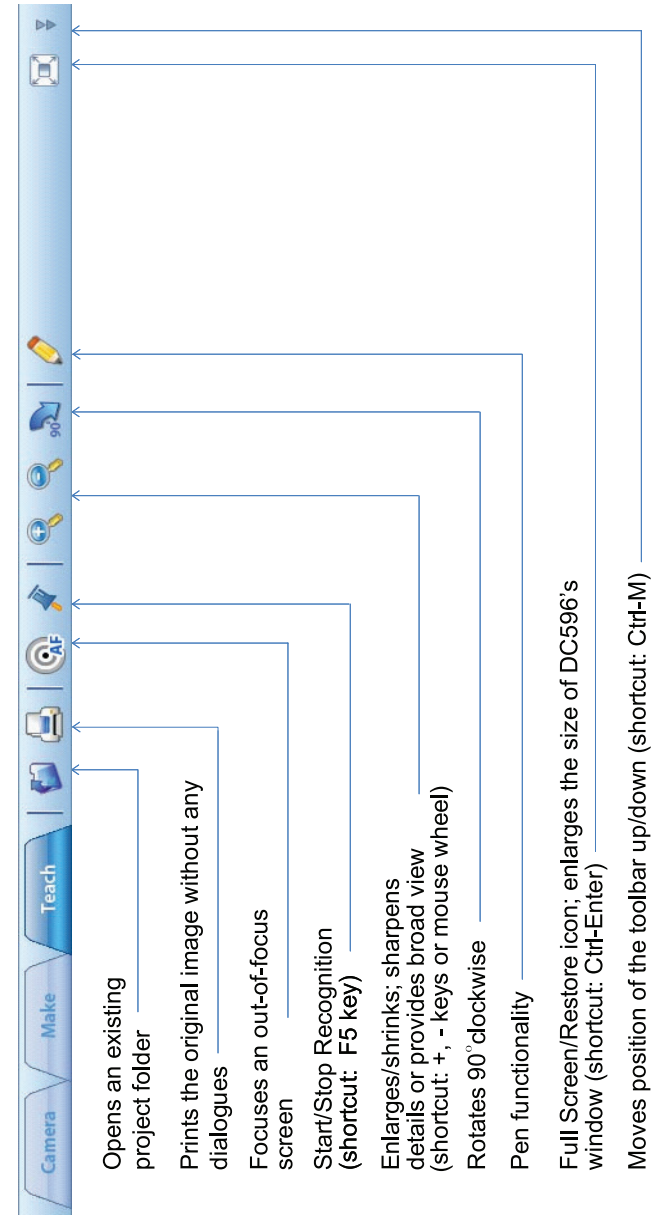 Camera
Make
Teach
AF
90°
Opens an existing
project folder
Prints the original image without any
dialogues
Focuses an out-of-focus
screen
Start/Stop Recognition
(shortcut: F5 key)
Enlarges/shrinks; sharpens
details or provides broad view
(shortcut: +, - keys or mouse wheel)
Rotates 90° clockwise
Pen functionality
Full Screen/Restore icon; enlarges the size of DC596's
window (shortcut: Ctrl-Enter)
Moves position of the toolbar up/down (shortcut: Ctrl-M)